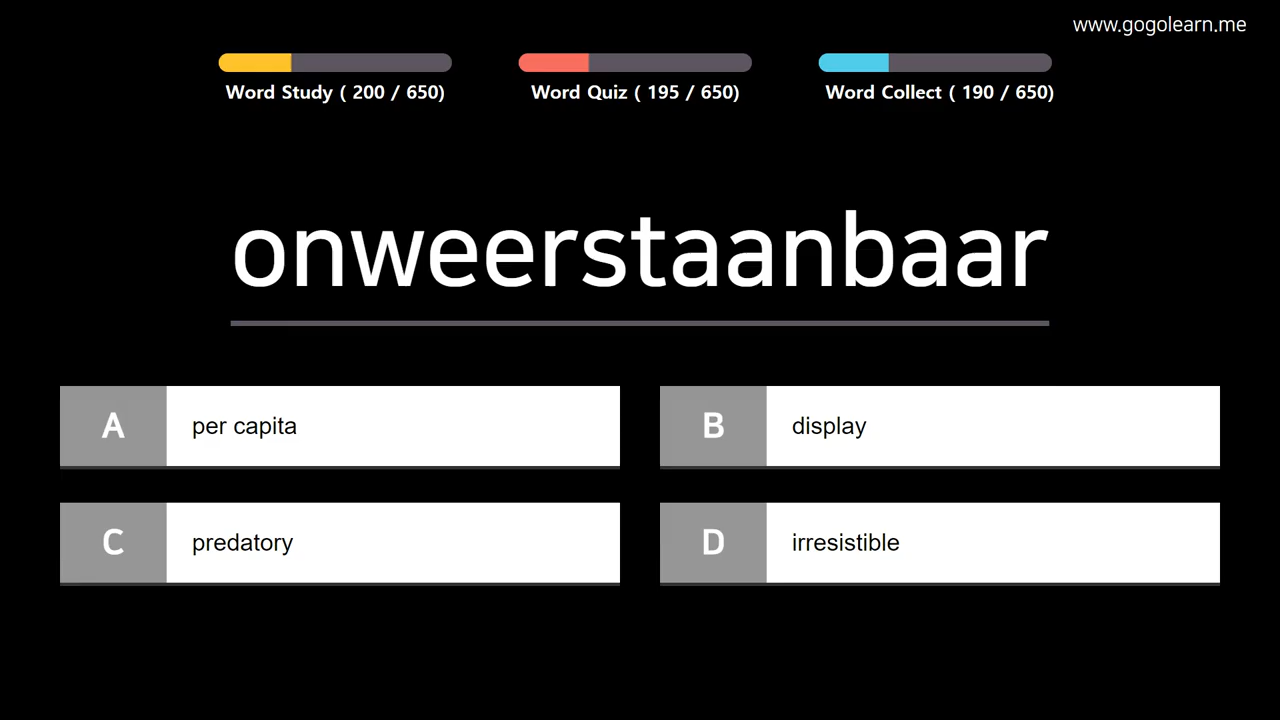 www.gogolearn.me
Word Study ( 200 / 650)
Word Quiz ( 195 / 650)
Word Collect ( 190 / 650)
onweerstaanbaar
A per capita
B display
C predatory
D irresistible